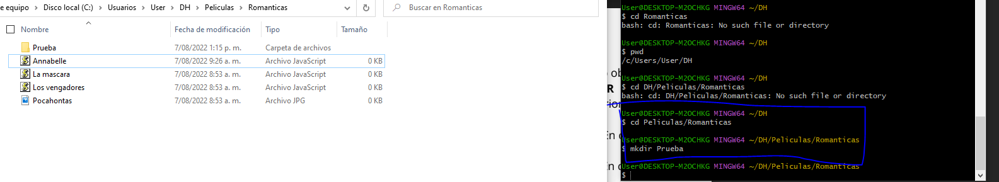 e equipo > Disco local (C:) > Usuarios > User > DH > Peliculas > Romanticas
Buscar en Romanticas
Nombre Fecha de modificación Tipo Tamaño
Prueba 7/08/2022 1:15 p. m. Carpeta de archivos
Annabelle 7/08/2022 9:26 a. m. Archivo JavaScript 0 KB
La mascara 7/08/2022 8:53 a. m. Archivo JavaScript 0 KB
Los vengadores 7/08/2022 8:53 a. m. Archivo JavaScript 0 KB
Pocahontas 7/08/2022 8:53 a. m. Archivo JPG 0 KB
User@DESKTOP-M2OCHKG MINGW64 ~/DH
$ cd Romanticas
bash: cd: Romanticas: No such file or directory
User@DESKTOP-M2OCHKG MINGW64 ~/DH
$ pwd
/c/Users/User/DH
User@DESKTOP-M2OCHKG MINGW64 ~/DH
$ cd DH/Peliculas/Romanticas
bash: cd: DH/Peliculas/Romanticas: No such file or directory
User@DESKTOP-M2OCHKG MINGW64 ~/DH
$ cd Peliculas/Romanticas
User@DESKTOP-M2OCHKG MINGW64 ~/DH/Peliculas/Romanticas
$ mkdir Prueba
User@DESKTOP-M2OCHKG MINGW64 ~/DH/Peliculas/Romanticas
$